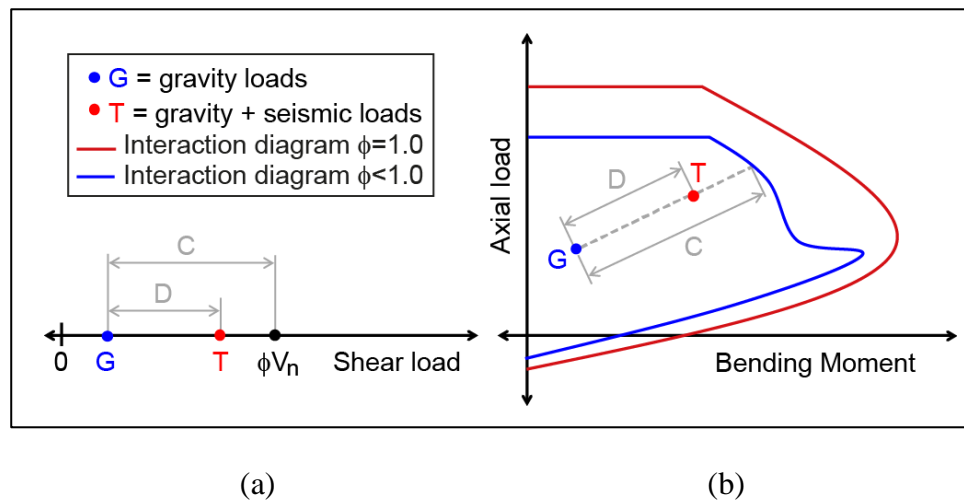 G = gravity loads
T = gravity + seismic loads
Interaction diagram ϕ=1.0
Interaction diagram ϕ<1.0
C
D
0
G
T
ϕVn
Shear load
Axial load
D
T
C
G
Bending Moment
(a)
(b)